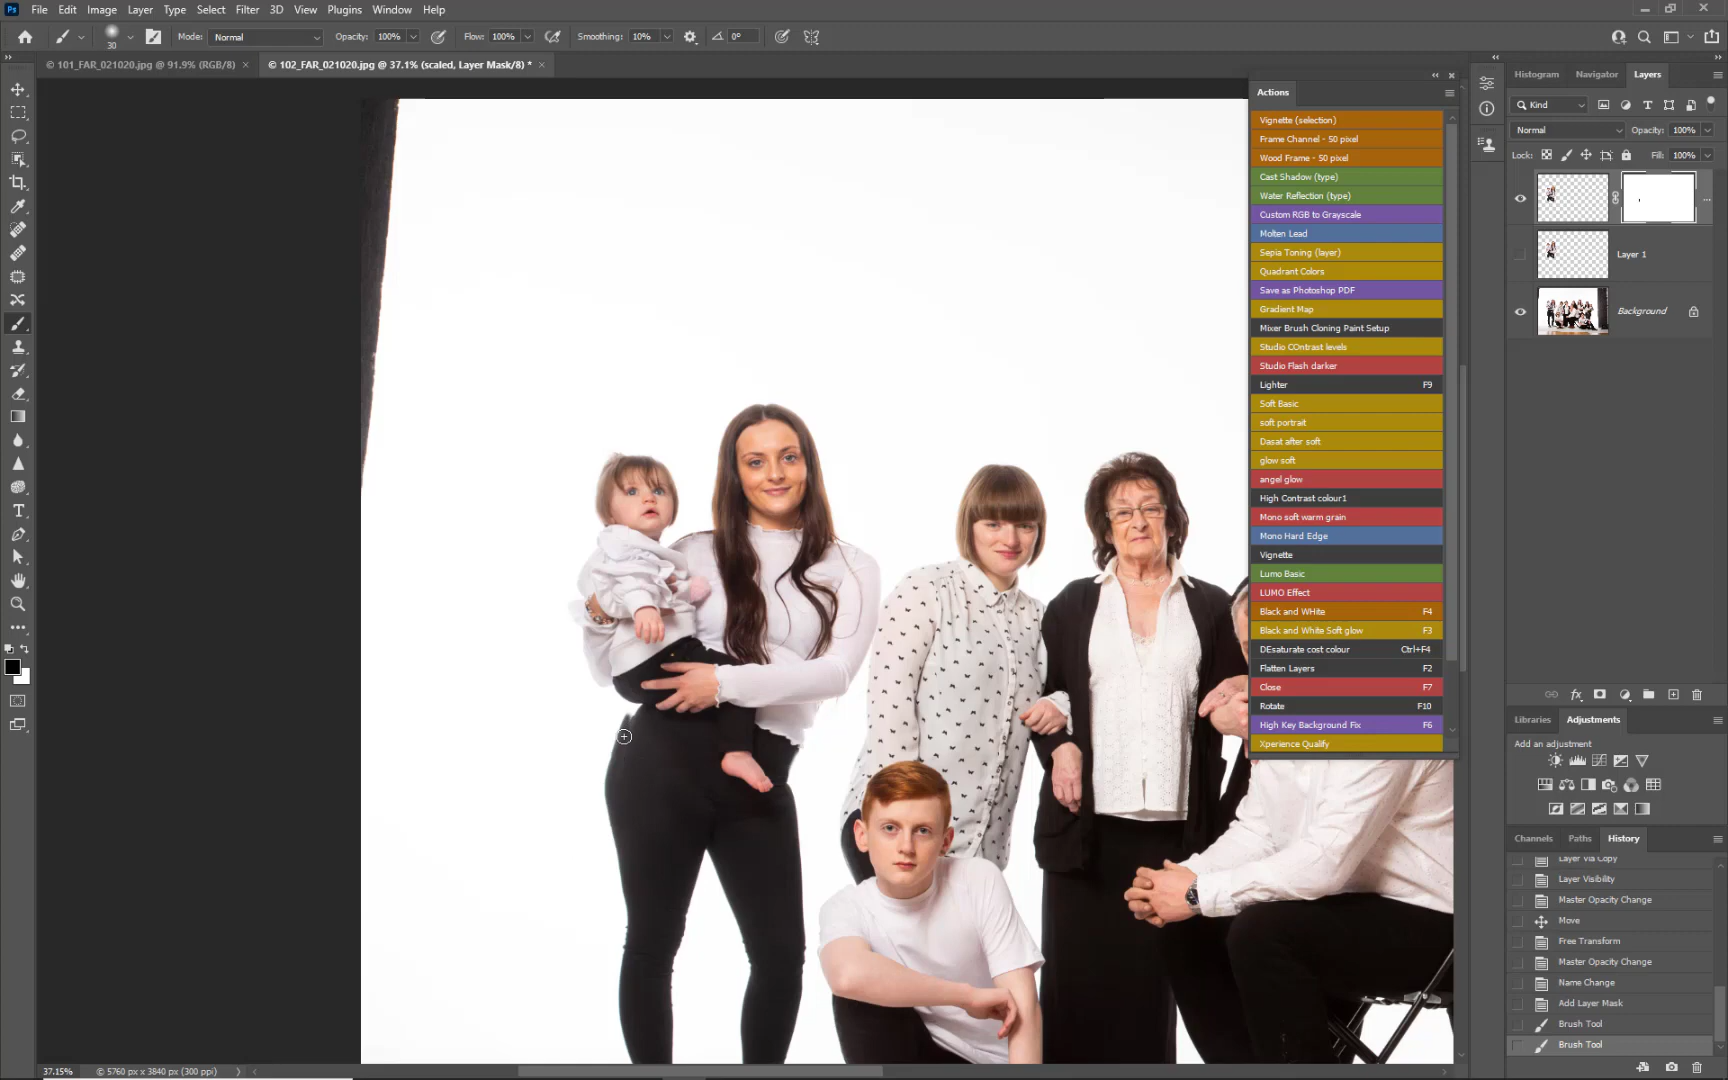 Ps File Edit Image Layer Type Select Filter 3D View Plugins Window Help
30 Mode: Normal Opacity: 100% Flow: 100% Smoothing: 10% 0°
© 101_FAR_021020.jpg @ 91.9% (RGB/8) × © 102_FAR_021020.jpg @ 37.1% (scaled, Layer Mask/8) * ×
Actions
Vignette (selection)
Frame Channel - 50 pixel
Wood Frame - 50 pixel
Cast Shadow (type)
Water Reflection (type)
Custom RGB to Grayscale
Molten Lead
Sepia Toning (layer)
Quadrant Colors
Save as Photoshop PDF
Gradient Map
Mixer Brush Cloning Paint Setup
Studio COntrast levels
Studio Flash darker
Lighter F9
Soft Basic
soft portrait
Dasat after soft
glow soft
angel glow
High Contrast colour1
Mono soft warm grain
Mono Hard Edge
Vignette
Lumo Basic
LUMO Effect
Black and WHite F4
Black and White Soft glow F3
DEsaturate cost colour Ctrl+F4
Flatten Layers F2
Close F7
Rotate F10
High Key Background Fix F6
Xperience Qualify
Histogram Navigator Layers
Kind
Normal Opacity: 100%
Lock: Fill: 100%
Layer 1
Background
fx
Libraries Adjustments
Add an adjustment
Channels Paths History
Layer Via Copy
Layer Visibility
Master Opacity Change
Move
Free Transform
Master Opacity Change
Name Change
Add Layer Mask
Brush Tool
Brush Tool
37.15% © 5760 px x 3840 px (300 ppi)